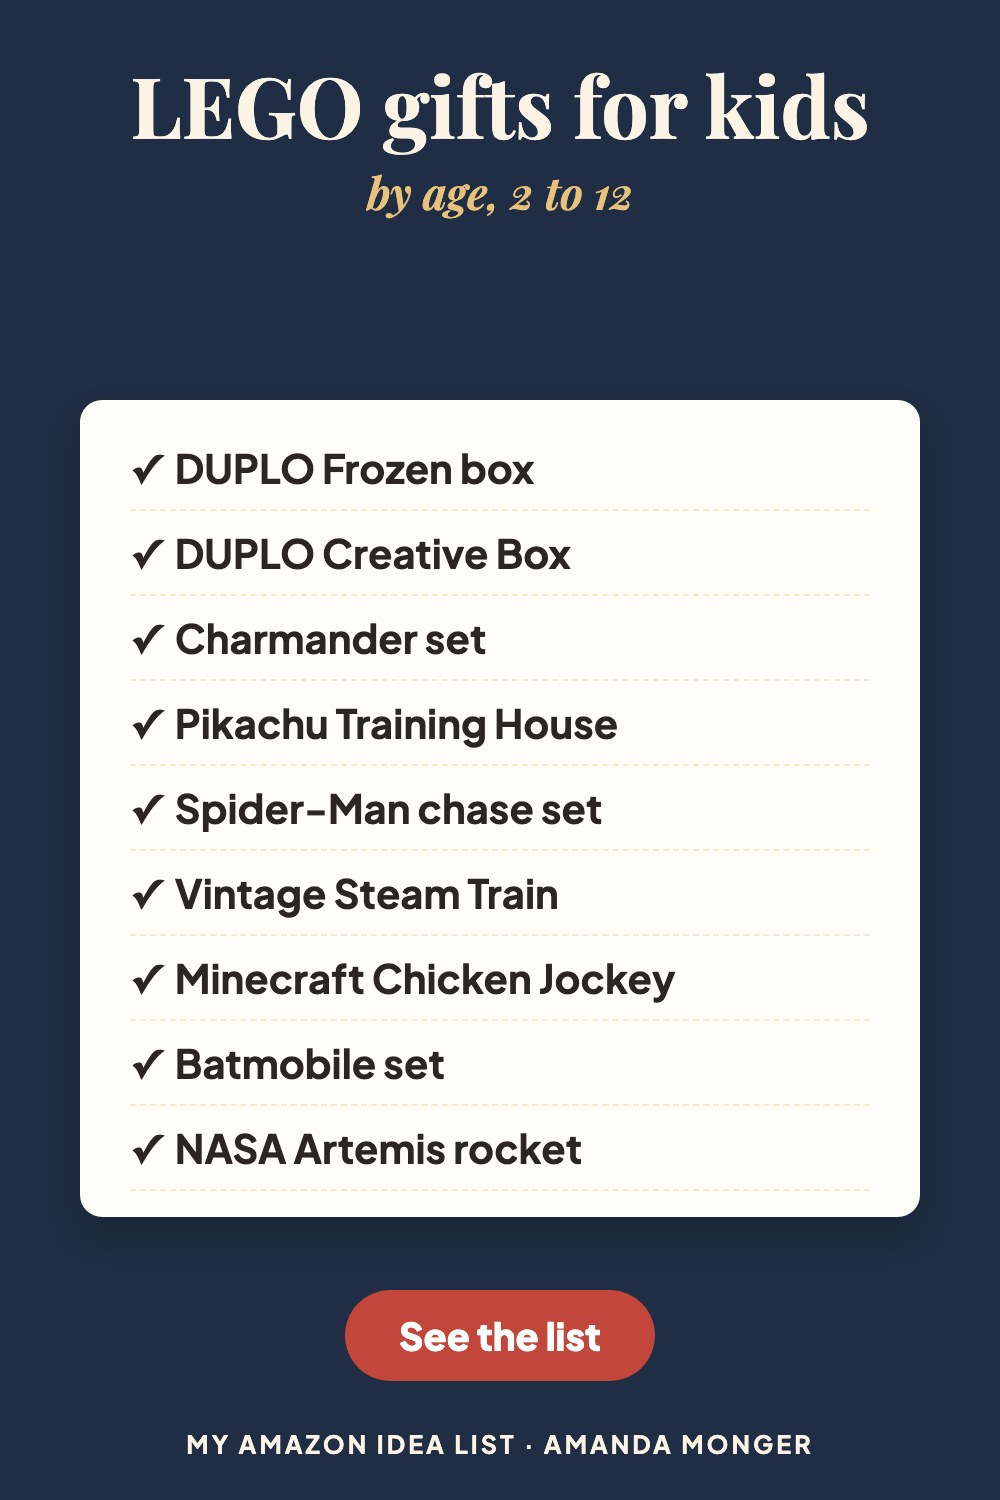 LEGO gifts for kids
by age, 2 to 12
✓ DUPLO Frozen box
✓ DUPLO Creative Box
✓ Charmander set
✓ Pikachu Training House
✓ Spider-Man chase set
✓ Vintage Steam Train
✓ Minecraft Chicken Jockey
✓ Batmobile set
✓ NASA Artemis rocket
See the list
MY AMAZON IDEA LIST · AMANDA MONGER